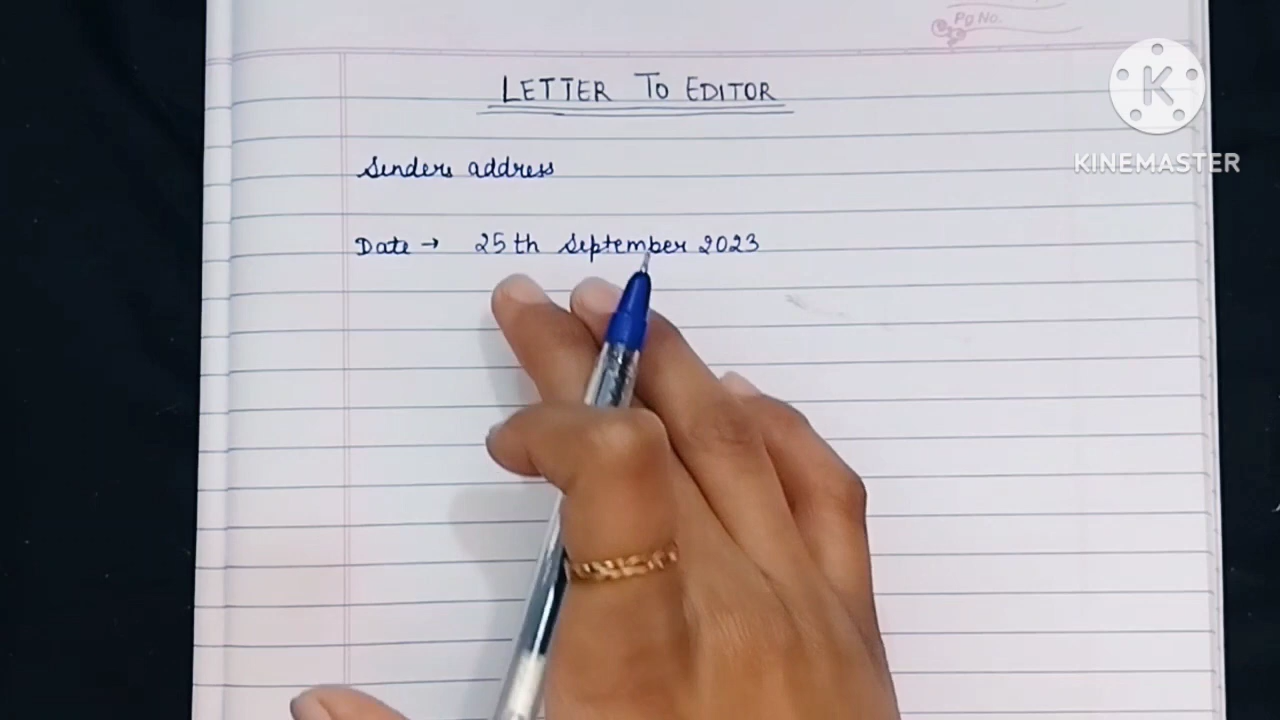 Pg No.
LETTER TO EDITOR
KINEMASTER
Senders address
Date → 25th September 2023